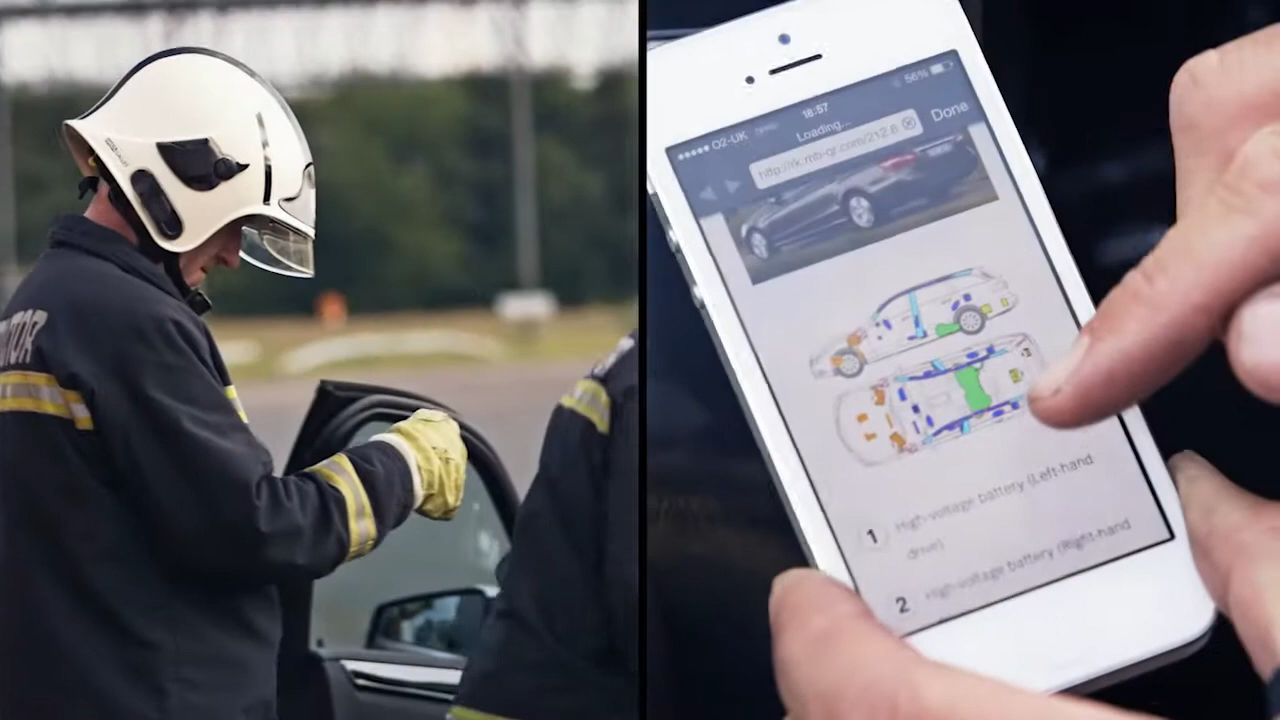 TOR
O2-UK
18:57
56%
Loading...
http://rk.mb-qr.com/212.6
Done
1 High-voltage battery (Left-hand
drive)
2 High-voltage battery (Right-hand